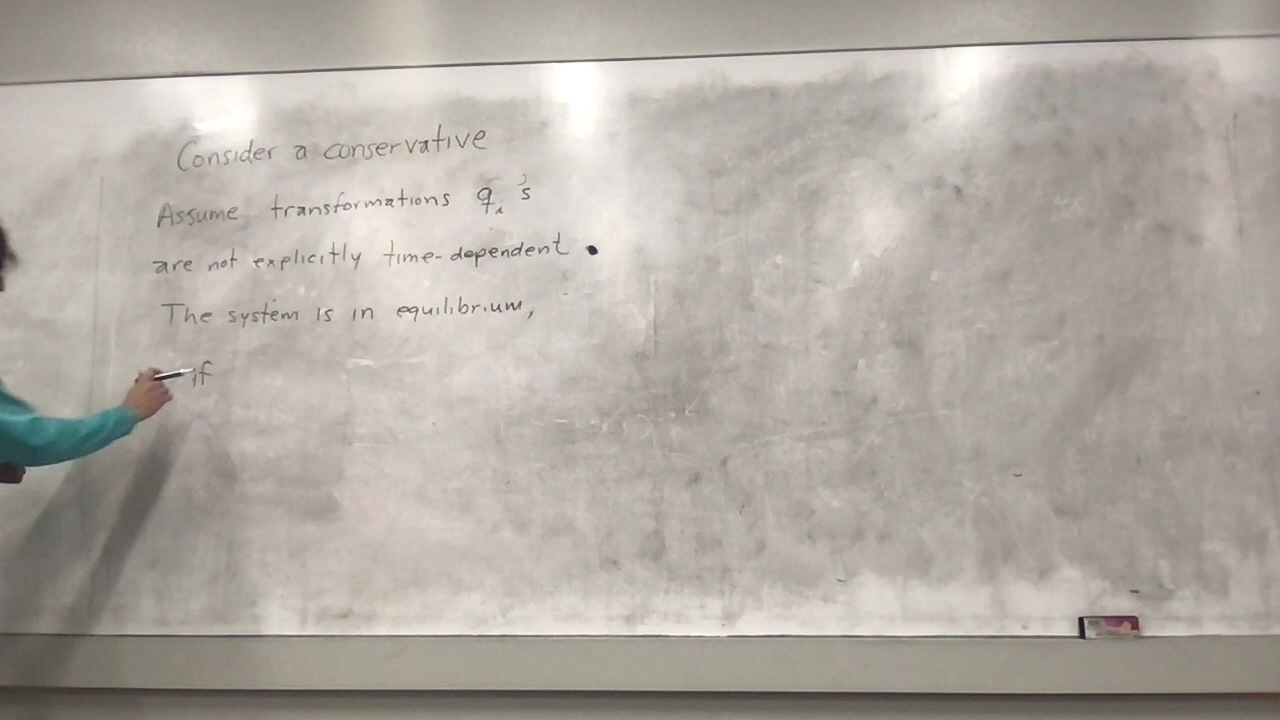 Consider a conservative
Assume transformations qᵢ's
are not explicitly time-dependent.
The system is in equilibrium,
if